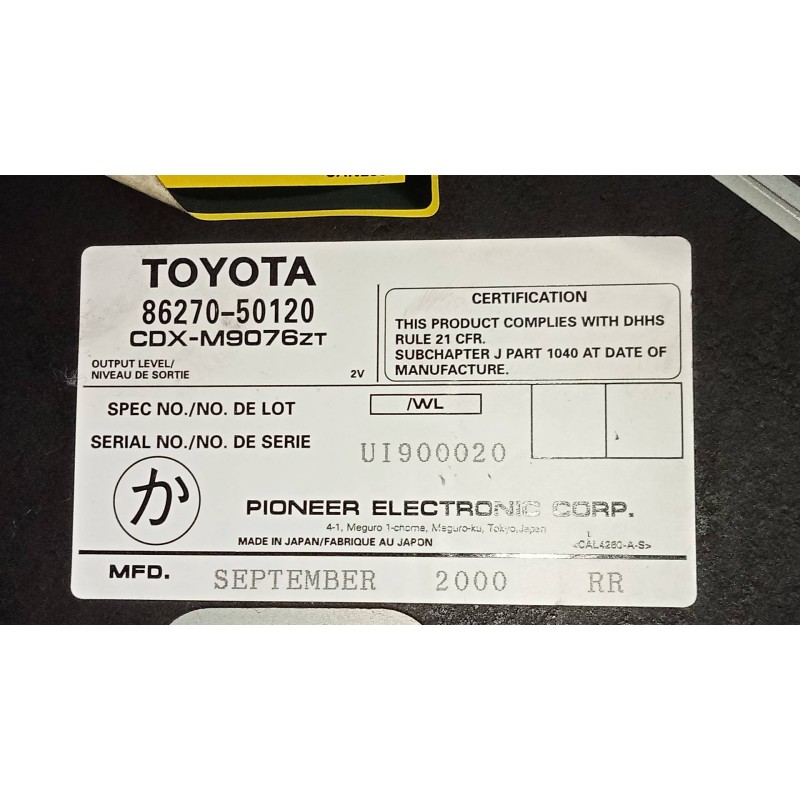 TOYOTA
86270-50120
CDX-M9076ZT
OUTPUT LEVEL/
NIVEAU DE SORTIE 2V
CERTIFICATION
THIS PRODUCT COMPLIES WITH DHHS
RULE 21 CFR.
SUBCHAPTER J PART 1040 AT DATE OF
MANUFACTURE.
SPEC NO./NO. DE LOT /WL
SERIAL NO./NO. DE SERIE UI900020
か
PIONEER ELECTRONIC CORP.
4-1, Meguro 1-chome, Meguro-ku, Tokyo,Japan
MADE IN JAPAN/FABRIQUE AU JAPON <CAL4260-A-S>
MFD. SEPTEMBER 2000 RR